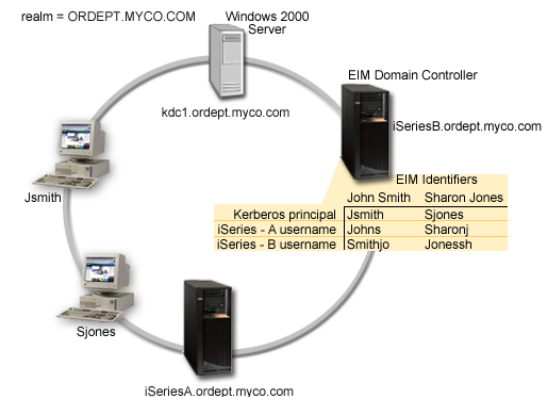 realm = ORDEPT.MYCO.COM
Windows 2000
Server
kdc1.ordept.myco.com
EIM Domain Controller
iSeriesB.ordept.myco.com
EIM Identifiers
John Smith Sharon Jones
Kerberos principal Jsmith Sjones
iSeries - A username Johns Sharonj
iSeries - B username Smithjo Jonessh
Jsmith
Sjones
iSeriesA.ordept.myco.com